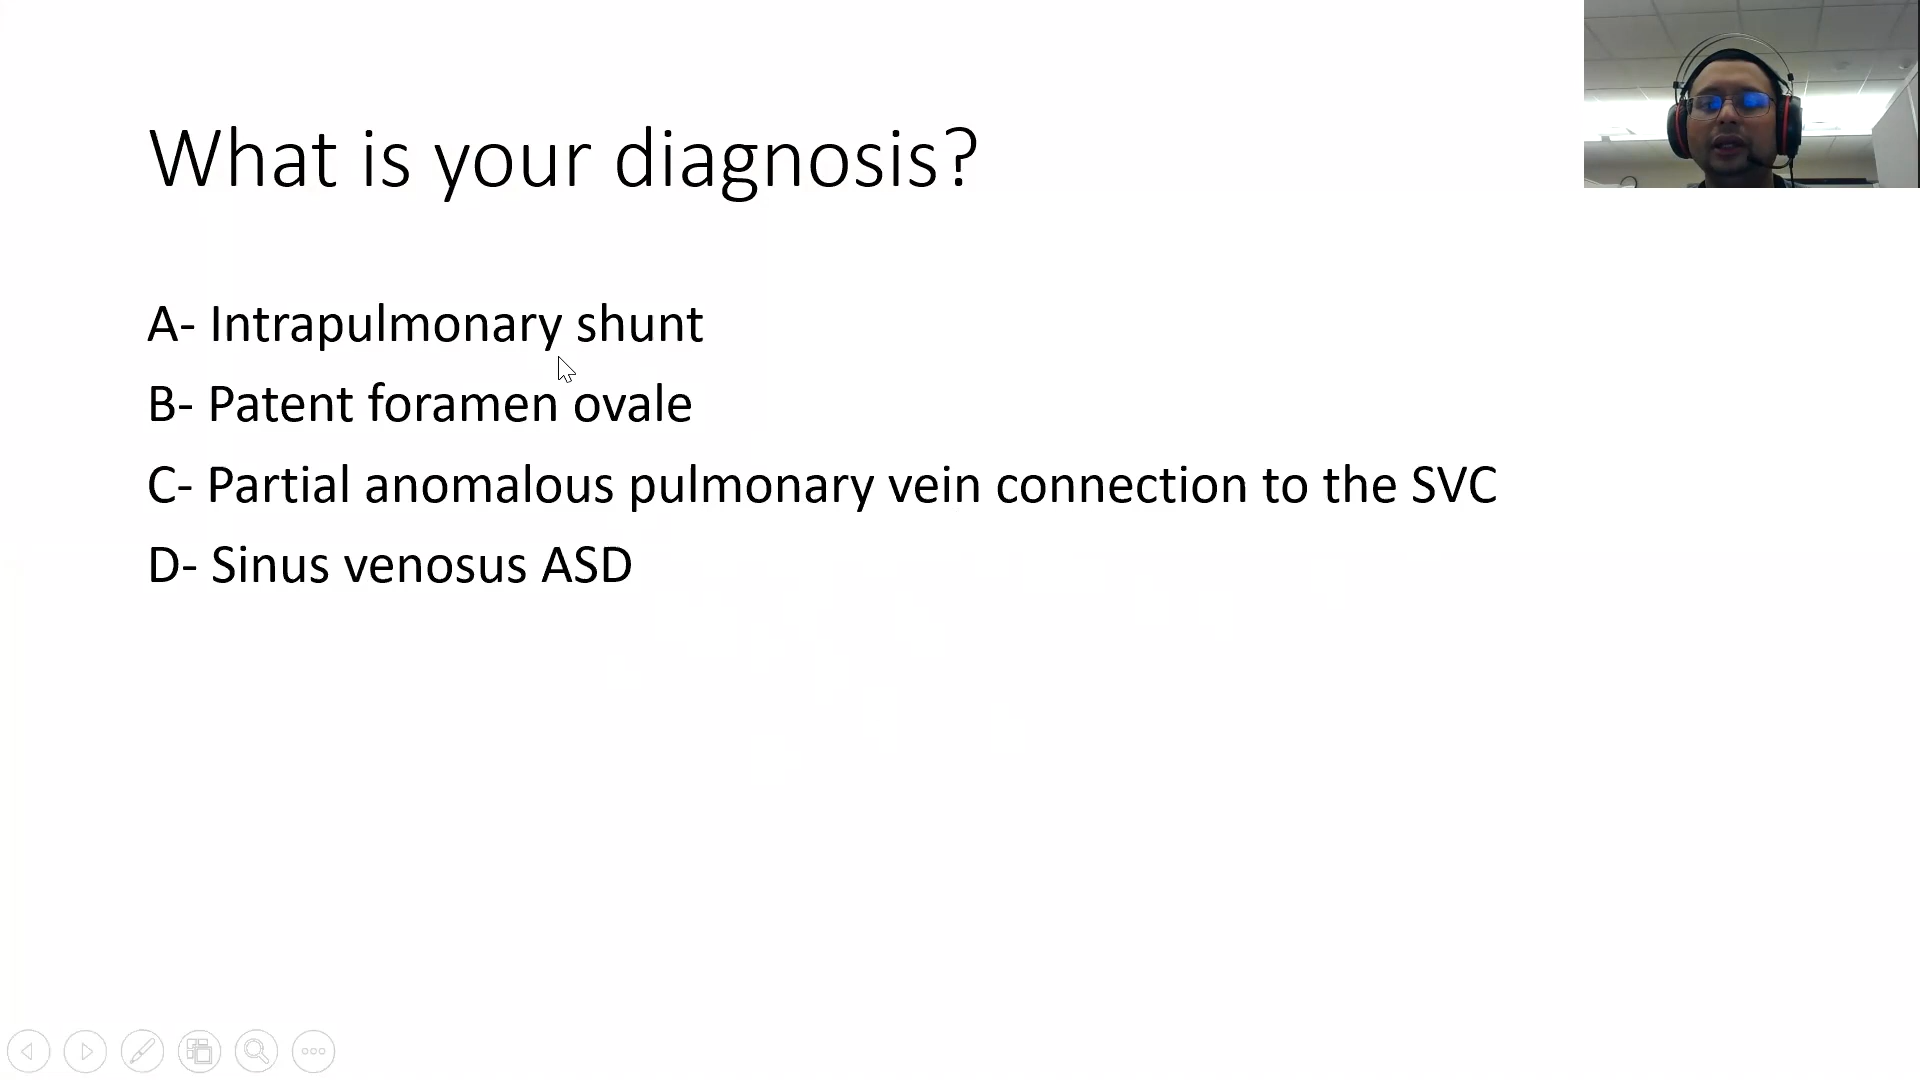 What is your diagnosis?
A- Intrapulmonary shunt
B- Patent foramen ovale
C- Partial anomalous pulmonary vein connection to the SVC
D- Sinus venosus ASD